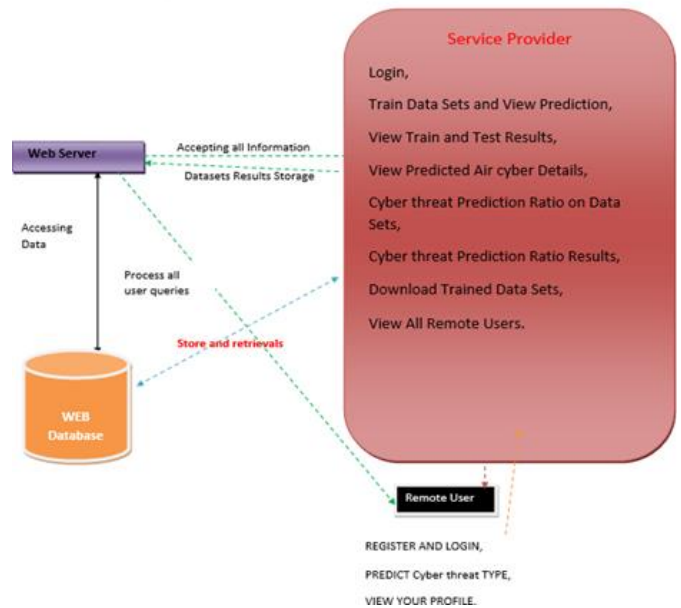 Service Provider
Login,
Train Data Sets and View Prediction,
View Train and Test Results,
View Predicted Air cyber Details,
Cyber threat Prediction Ratio on Data
Sets,
Cyber threat Prediction Ratio Results,
Download Trained Data Sets,
View All Remote Users.
Web Server
Accepting all Information
Datasets Results Storage
Accessing
Data
Process all
user queries
Store and retrievals
WEB
Database
Remote User
REGISTER AND LOGIN,
PREDICT Cyber threat TYPE,
VIEW YOUR PROFILE.